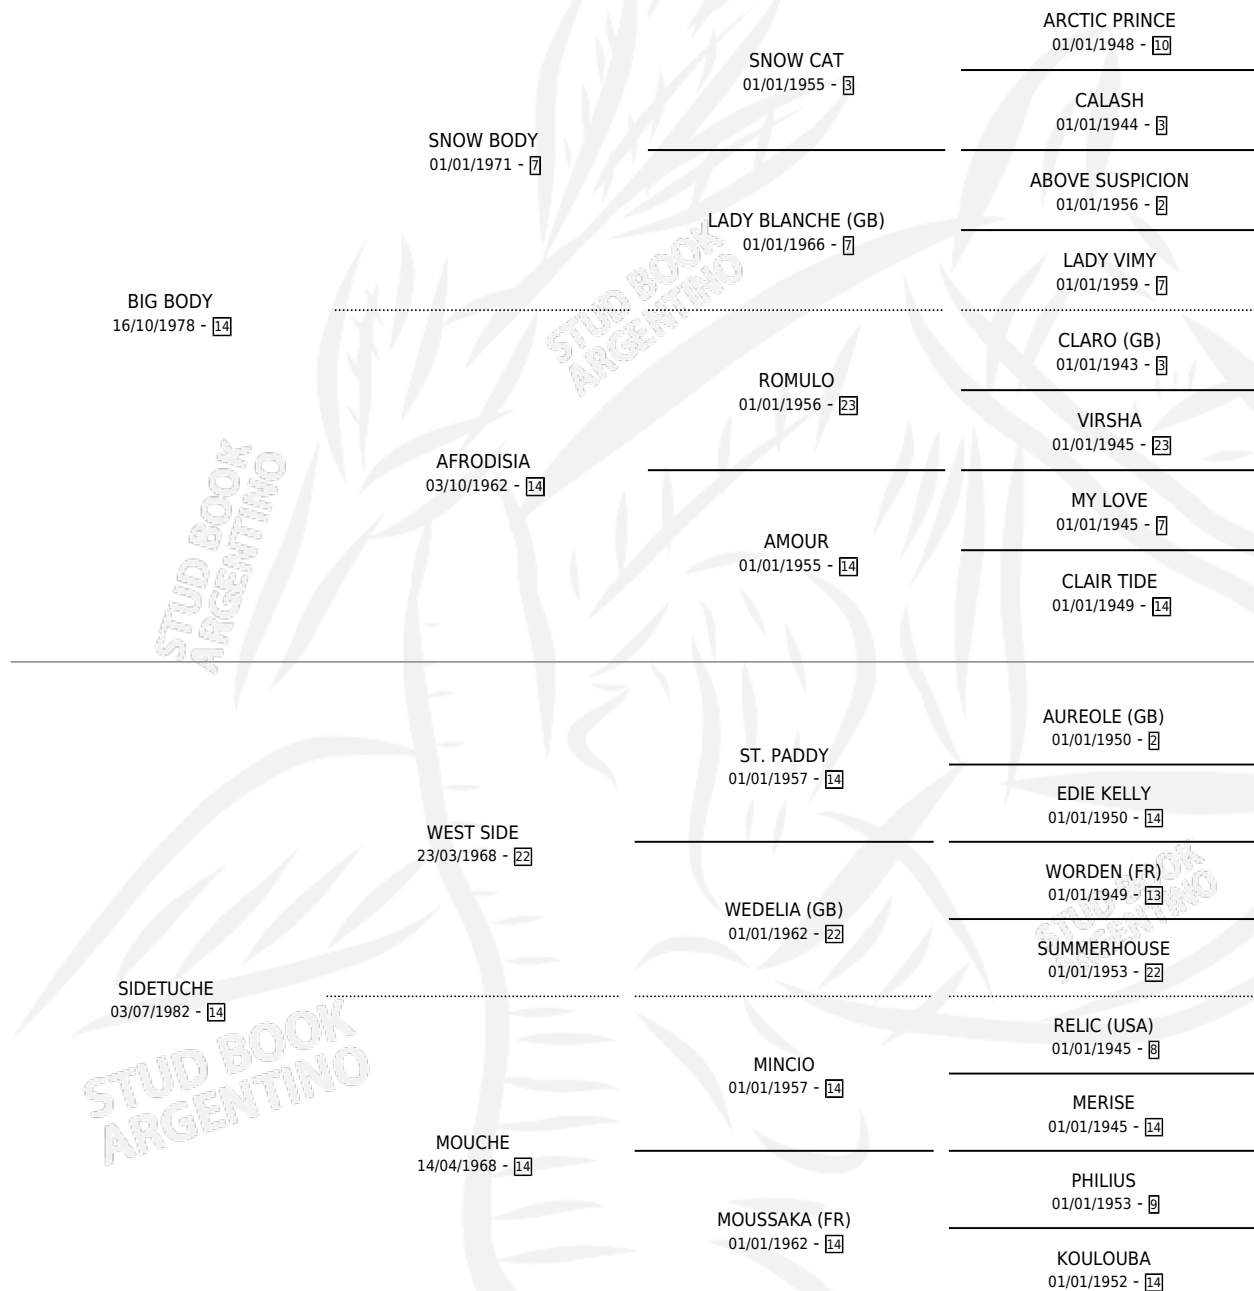 ARCTIC PRINCE
01/01/1948 - 10
SNOW CAT
01/01/1955 - 3
CALASH
01/01/1944 - 3
SNOW BODY
01/01/1971 - 7
ABOVE SUSPICION
01/01/1956 - 2
LADY BLANCHE (GB)
01/01/1966 - 7
LADY VIMY
01/01/1959 - 7
BIG BODY
16/10/1978 - 14
CLARO (GB)
01/01/1943 - 3
ROMULO
01/01/1956 - 23
VIRSHA
01/01/1945 - 23
AFRODISIA
03/10/1962 - 14
MY LOVE
01/01/1945 - 7
AMOUR
01/01/1955 - 14
CLAIR TIDE
01/01/1949 - 14
AUREOLE (GB)
01/01/1950 - 2
ST. PADDY
01/01/1957 - 14
EDIE KELLY
01/01/1950 - 14
WEST SIDE
23/03/1968 - 22
WORDEN (FR)
01/01/1949 - 13
WEDELIA (GB)
01/01/1962 - 22
SUMMERHOUSE
01/01/1953 - 22
SIDETUCHE
03/07/1982 - 14
RELIC (USA)
01/01/1945 - 8
MINCIO
01/01/1957 - 14
MERISE
01/01/1945 - 14
MOUCHE
14/04/1968 - 14
PHILIUS
01/01/1953 - 9
MOUSSAKA (FR)
01/01/1962 - 14
KOULOUBA
01/01/1952 - 14
STUD BOOK
ARGENTINO
STUD BOOK
ARGENTINO
STUD BOOK
ARGENTINO
STUD BOOK
ARGENTINO